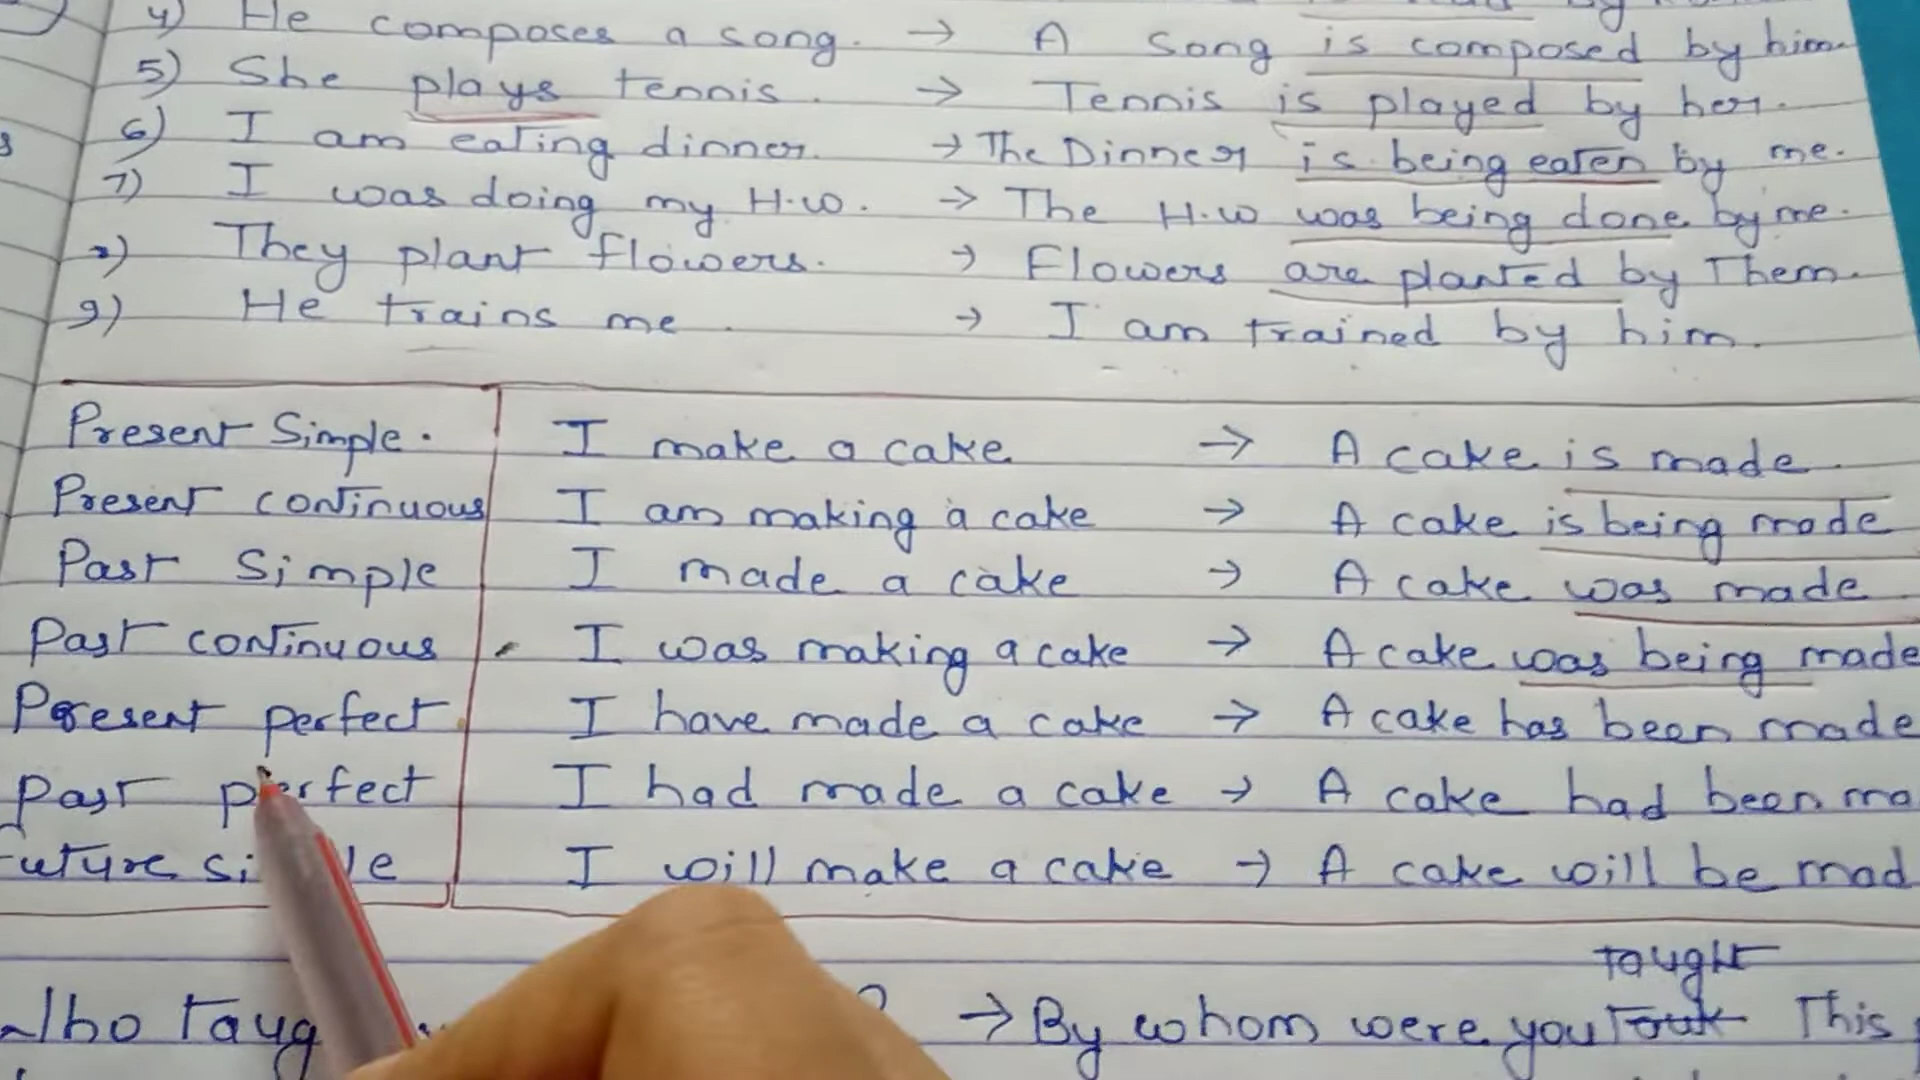 4) He composes a song. → A song is composed by him.
5) She plays tennis. → Tennis is played by her.
6) I am eating dinner. → The Dinner is being eaten by me.
7) I was doing my H.w. → The H.w was being done by me.
8) They plant flowers. → Flowers are planted by Them.
9) He trains me. → I am trained by him.
Present Simple. I make a cake → A cake is made.
Present continuous I am making a cake → A cake is being made
Past Simple I made a cake → A cake was made
Past continuous I was making a cake → A cake was being made
Present perfect I have made a cake → A cake has been made
Past perfect I had made a cake → A cake had been ma
Future I will make a cake → A cake will be mad
Taught
→ By whom were you This